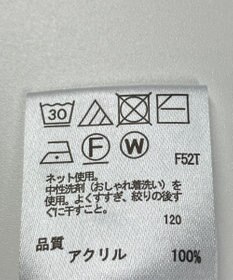 30
F W F52T
ネット使用。
中性洗剤（おしゃれ着洗い）を
使用。よくすすぎ、絞りの後す
ぐに干すこと。
120
品質
アクリル 100%